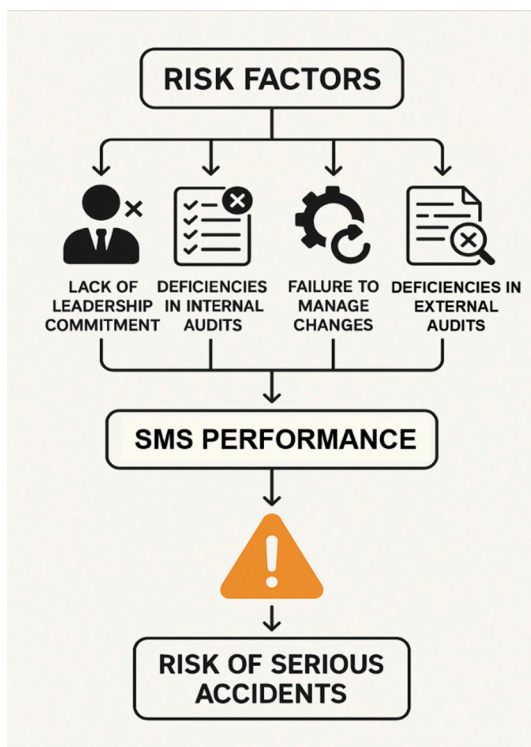 RISK FACTORS
LACK OF
LEADERSHIP
COMMITMENT
DEFICIENCIES
IN INTERNAL
AUDITS
FAILURE TO
MANAGE
CHANGES
DEFICIENCIES IN
EXTERNAL
AUDITS
SMS PERFORMANCE
RISK OF SERIOUS
ACCIDENTS